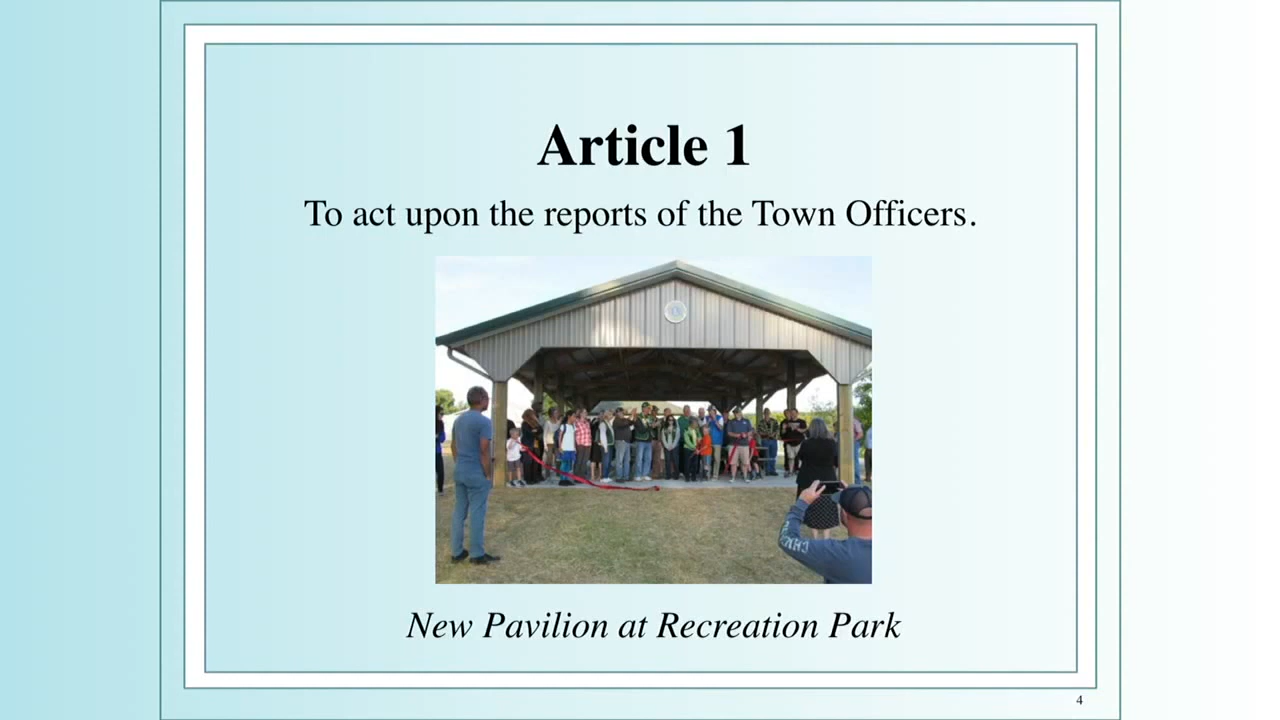 Article 1
To act upon the reports of the Town Officers.
New Pavilion at Recreation Park
4